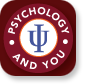 PSYCHOLOGY
Ψ
• AND YOU •